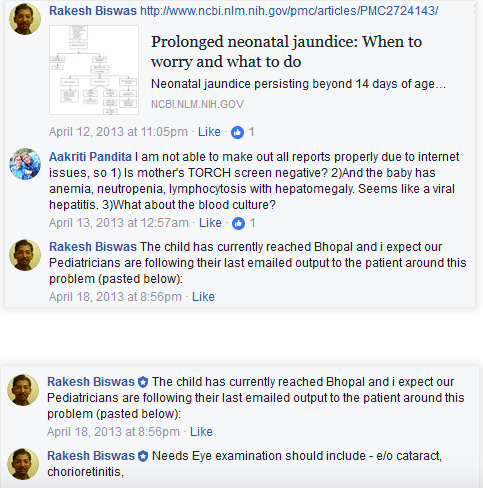 Rakesh Biswas http://www.ncbi.nlm.nih.gov/pmc/articles/PMC2724143/
Prolonged neonatal jaundice: When to
worry and what to do
Neonatal jaundice persisting beyond 14 days of age...
NCBI.NLM.NIH.GOV
April 12, 2013 at 11:05pm · Like · 1
Aakriti Pandita I am not able to make out all reports properly due to internet
issues, so 1) Is mother's TORCH screen negative? 2)And the baby has
anemia, neutropenia, lymphocytosis with hepatomegaly. Seems like a viral
hepatitis. 3)What about the blood culture?
April 13, 2013 at 12:57am · Like · 1
Rakesh Biswas The child has currently reached Bhopal and i expect our
Pediatricians are following their last emailed output to the patient around this
problem (pasted below):
April 18, 2013 at 8:56pm · Like
Rakesh Biswas The child has currently reached Bhopal and i expect our
Pediatricians are following their last emailed output to the patient around this
problem (pasted below):
April 18, 2013 at 8:56pm · Like
Rakesh Biswas Needs Eye examination should include - e/o cataract,
chorioretinitis,